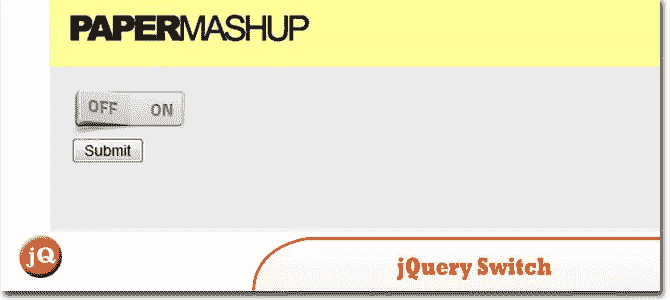 PAPERMASHUP
OFF ON
Submit
jQ
jQuery Switch